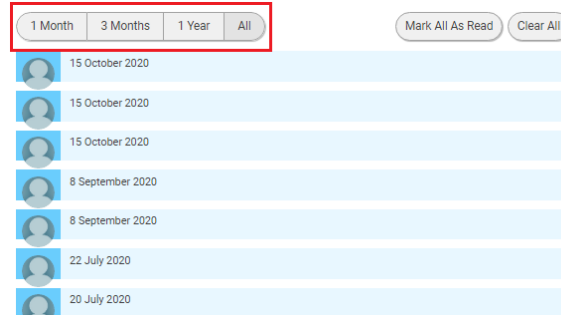 1 Month 3 Months 1 Year All Mark All As Read Clear All
15 October 2020
15 October 2020
15 October 2020
8 September 2020
8 September 2020
22 July 2020
20 July 2020